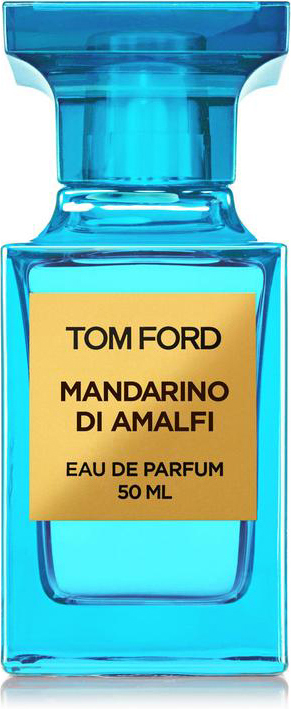 TOM FORD
MANDARINO
DI AMALFI
EAU DE PARFUM
50 ML